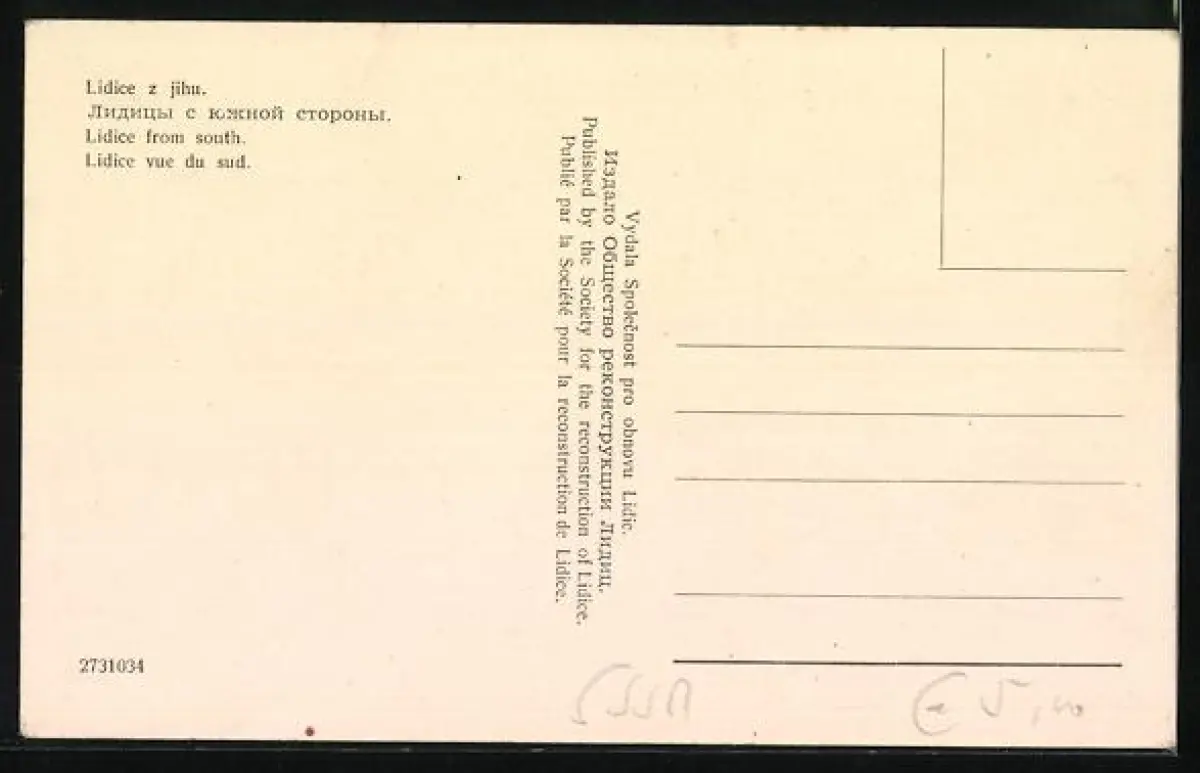 Lidice z jihu.
Лидицы с южной стороны.
Lidice from south.
Lidice vue du sud.
Vydala Společnost pro obnovu Lidic.
Издало Общество реконструкции Лидиц.
Published by the Society for the reconstruction of Lidice.
Publié par la Société pour la reconstruction de Lidice.
2731034
€ 5,00